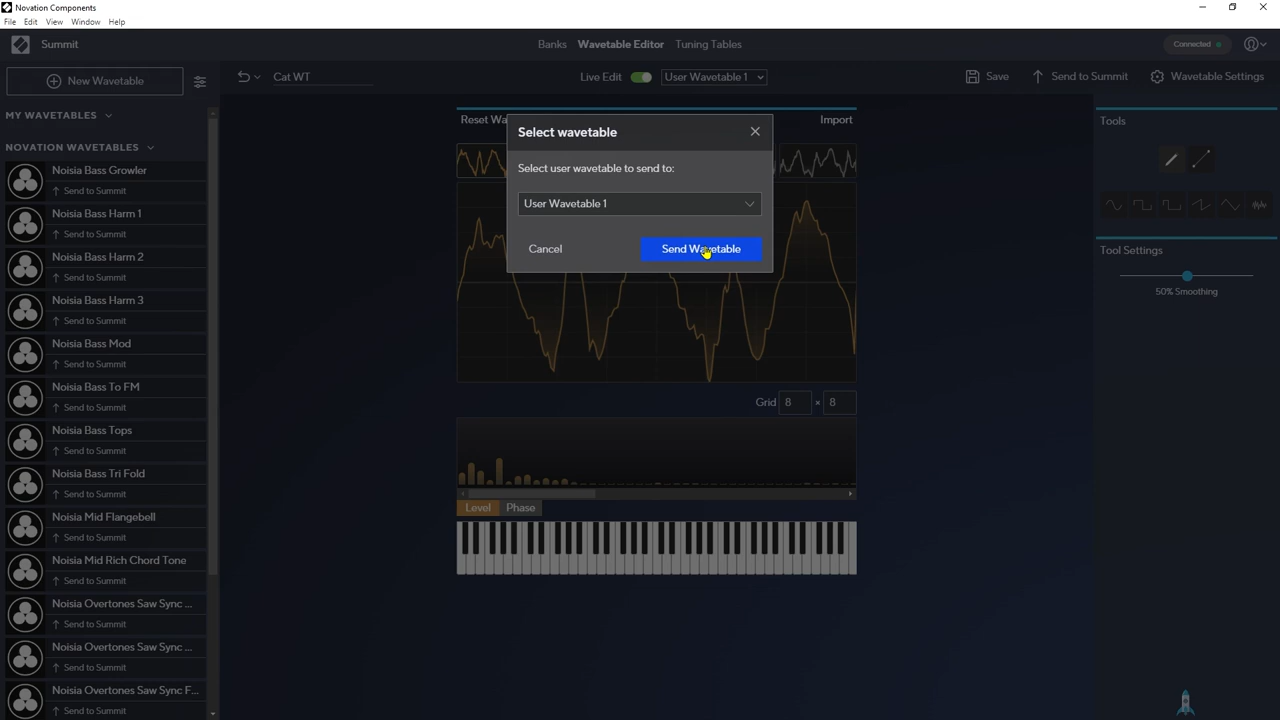 Novation Components
File Edit View Window Help
Summit
Banks Wavetable Editor Tuning Tables
Connected
New Wavetable
Cat WT
Live Edit User Wavetable 1
Save Send to Summit Wavetable Settings
MY WAVETABLES
NOVATION WAVETABLES
Noisia Bass Growler
Send to Summit
Noisia Bass Harm 1
Send to Summit
Noisia Bass Harm 2
Send to Summit
Noisia Bass Harm 3
Send to Summit
Noisia Bass Mod
Send to Summit
Noisia Bass To FM
Send to Summit
Noisia Bass Tops
Send to Summit
Noisia Bass Tri Fold
Send to Summit
Noisia Mid Flangebell
Send to Summit
Noisia Mid Rich Chord Tone
Send to Summit
Noisia Overtones Saw Sync ...
Send to Summit
Noisia Overtones Saw Sync ...
Send to Summit
Noisia Overtones Saw Sync F...
Send to Summit
Reset Wa
Import
Select wavetable
Select user wavetable to send to:
User Wavetable 1
Cancel Send Wavetable
Grid 8 × 8
Level Phase
Tools
Tool Settings
50% Smoothing